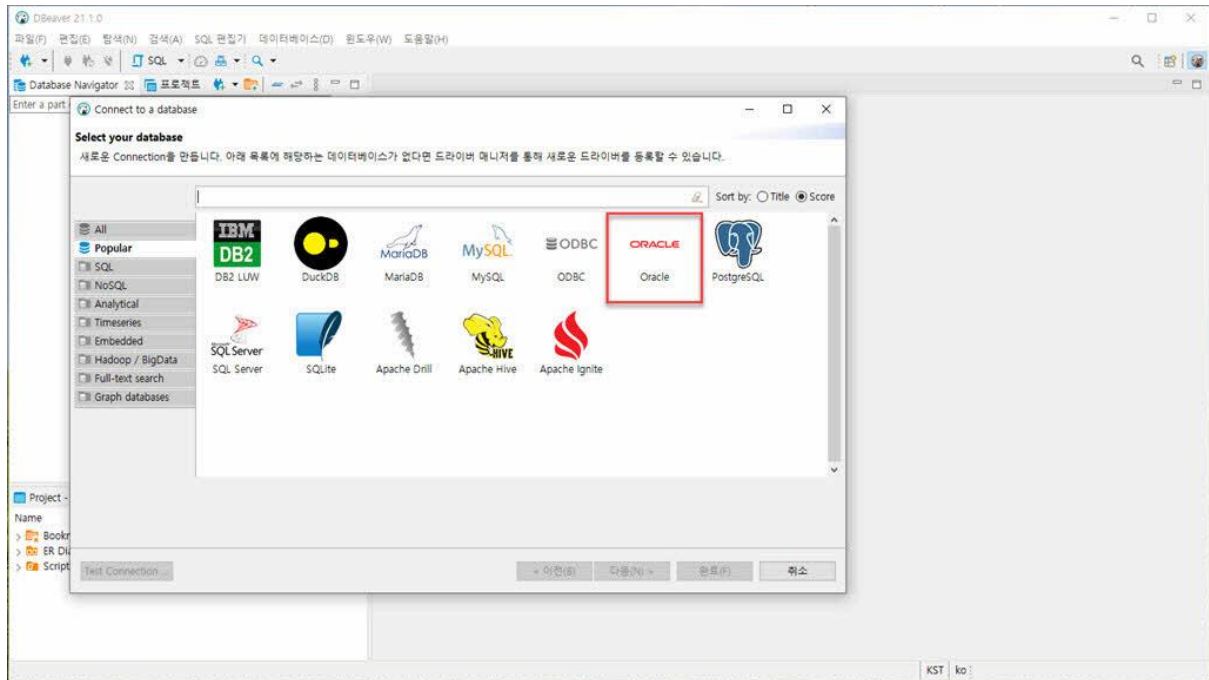 DBeaver 21.1.0
파일(F) 편집(E) 탐색(N) 검색(A) SQL 편집기 데이터베이스(D) 윈도우(W) 도움말(H)
SQL
Database Navigator 프로젝트
Enter a part
Connect to a database
Select your database
새로운 Connection을 만듭니다. 아래 목록에 해당하는 데이터베이스가 없다면 드라이버 매니저를 통해 새로운 드라이버를 등록할 수 있습니다.
Sort by: Title Score
All
Popular
SQL
NoSQL
Analytical
Timeseries
Embedded
Hadoop / BigData
Full-text search
Graph databases
IBM
DB2
DB2 LUW
DuckDB
MariaDB
MariaDB
MySQL
MySQL
ODBC
ODBC
ORACLE
Oracle
PostgreSQL
SQL Server
SQL Server
SQLite
Apache Drill
HIVE
Apache Hive
Apache Ignite
Project -
Name
Bookr
ER Di
Script
Test Connection ...
< 이전(B) 다음(N) > 완료(F) 취소
KST ko